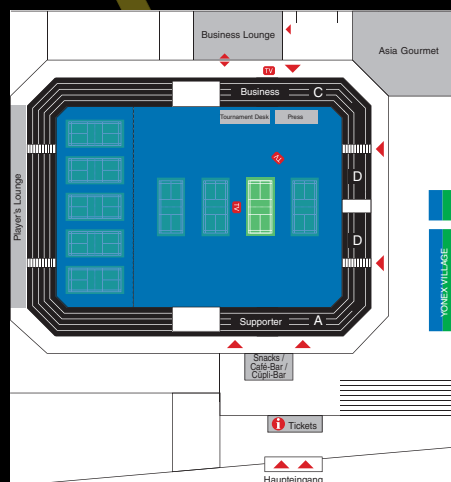 Business Lounge
Asia Gourmet
TV
Business
C
Tournament Desk
Press
TV
Player's Lounge
D
TV
D
YONEX VILLAGE
Supporter
A
Snacks /
Café-Bar /
Cüpli-Bar
i Tickets
Haupteingang